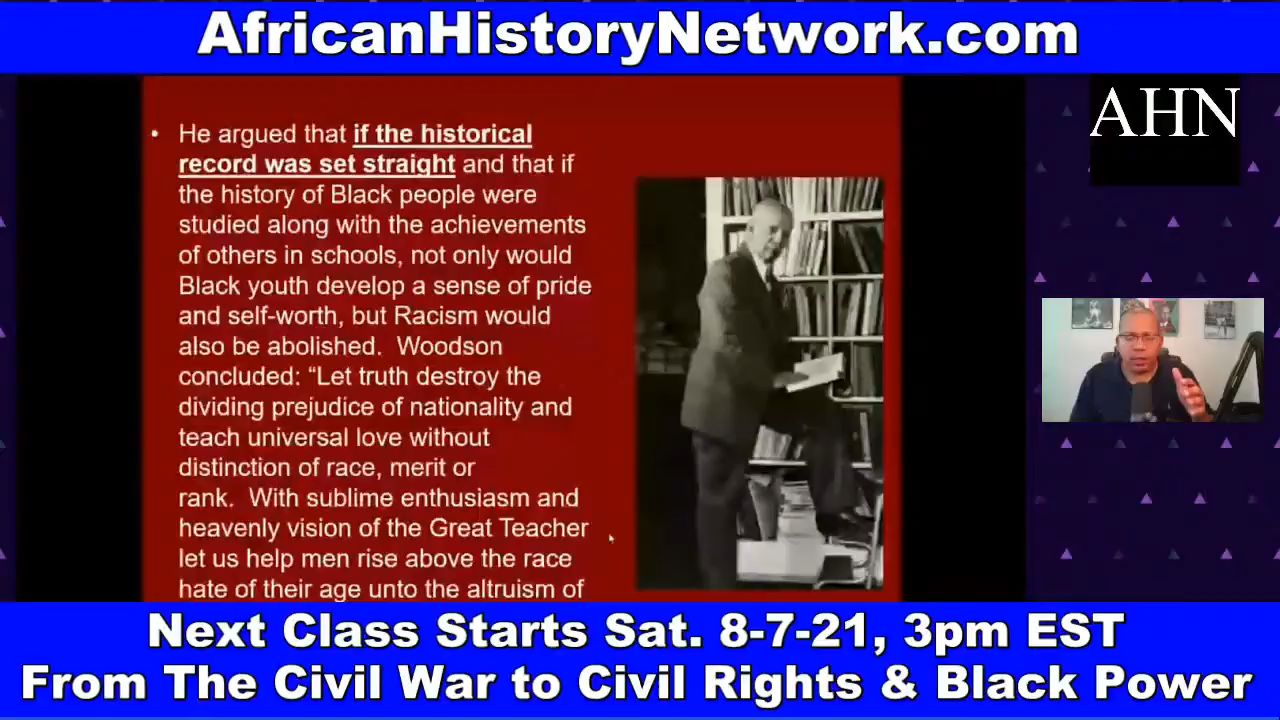 AfricanHistoryNetwork.com
AHN
• He argued that if the historical
record was set straight and that if
the history of Black people were
studied along with the achievements
of others in schools, not only would
Black youth develop a sense of pride
and self-worth, but Racism would
also be abolished.  Woodson
concluded: “Let truth destroy the
dividing prejudice of nationality and
teach universal love without
distinction of race, merit or
rank.  With sublime enthusiasm and
heavenly vision of the Great Teacher
let us help men rise above the race
hate of their age unto the altruism of
Next Class Starts Sat. 8-7-21, 3pm EST
From The Civil War to Civil Rights & Black Power